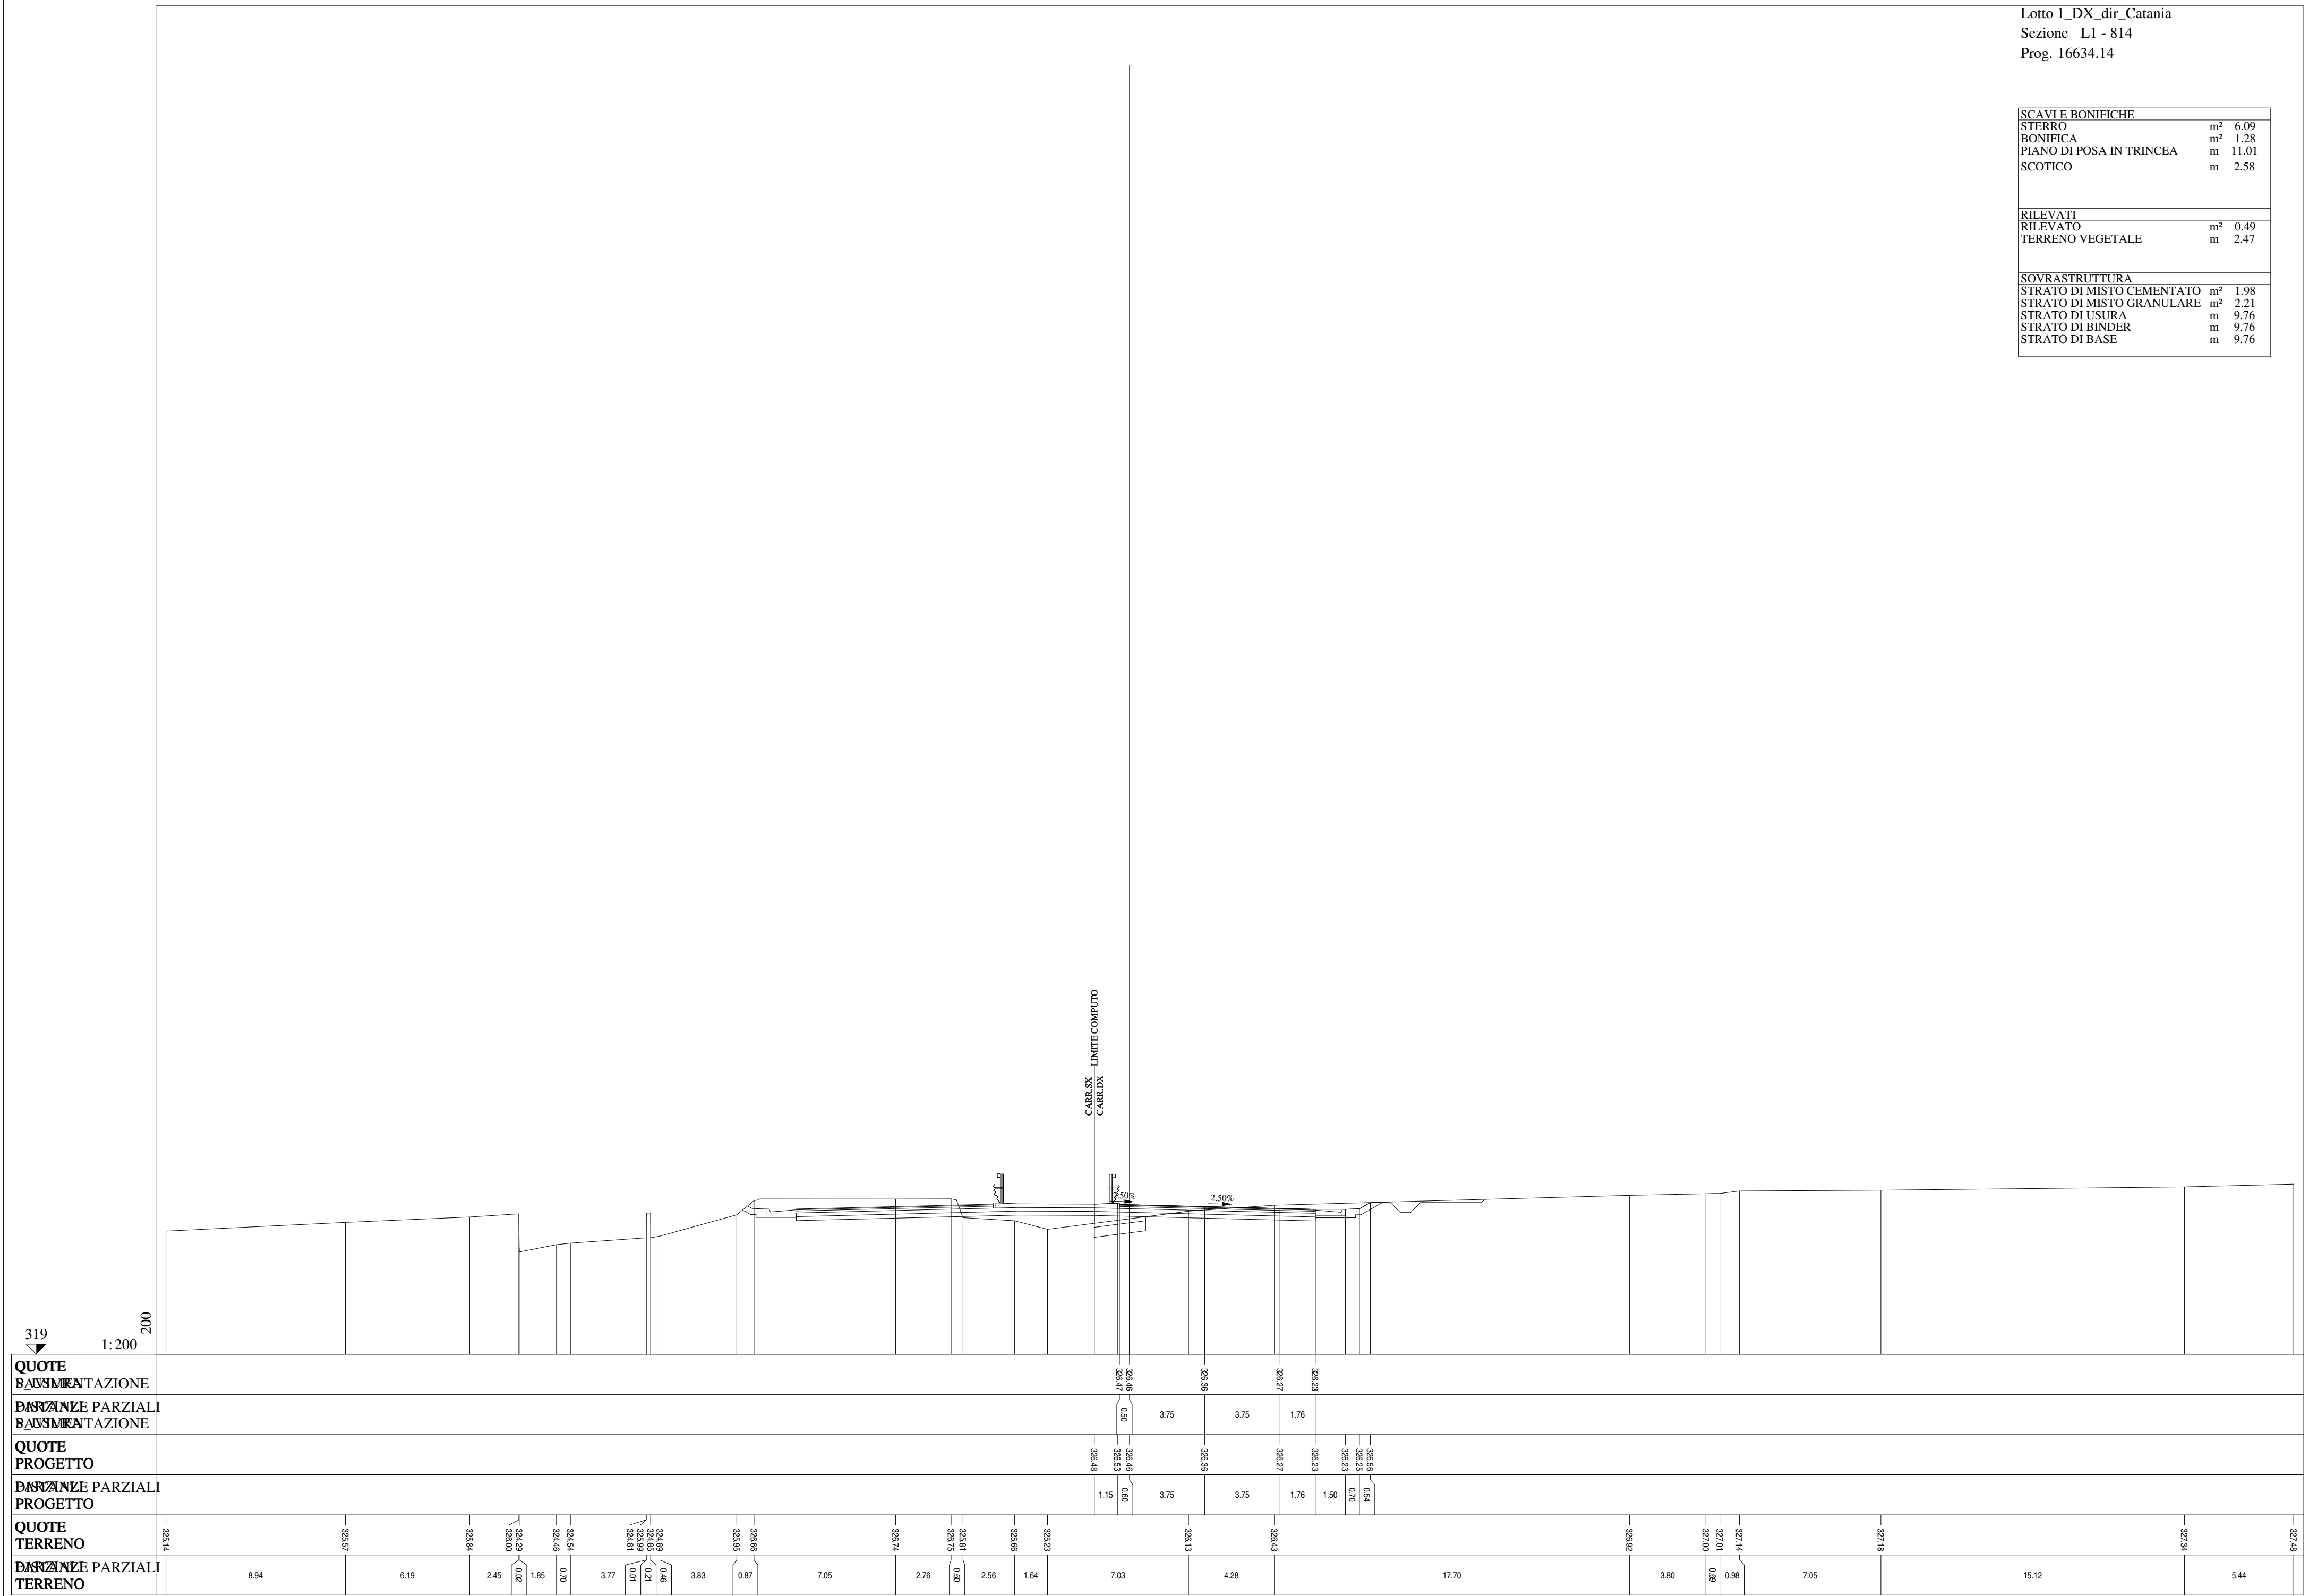 Lotto 1_DX_dir_Catania
Sezione L1 - 814
Prog. 16634.14
SCAVI E BONIFICHE
STERRO m² 6.09
BONIFICA m² 1.28
PIANO DI POSA IN TRINCEA m 11.01
SCOTICO m 2.58
RILEVATI
RILEVATO m² 0.49
TERRENO VEGETALE m 2.47
SOVRASTRUTTURA
STRATO DI MISTO CEMENTATO m² 1.98
STRATO DI MISTO GRANULARE m² 2.21
STRATO DI USURA m 9.76
STRATO DI BINDER m 9.76
STRATO DI BASE m 9.76
LIMITE COMPUTO
CARR.SX
CARR.DX
2.50%
319
1:200
200
QUOTE
326.47 326.46 326.36 326.27 326.23
PARZIALI
0.50 3.75 3.75 1.76
QUOTE
PROGETTO
326.48 326.53 326.46 326.36 326.27 326.23 326.23 326.25 326.56
PARZIALI
PROGETTO
1.15 0.60 3.75 3.75 1.76 1.50 0.70 0.54
QUOTE
TERRENO
325.14 325.57 325.84 326.00 324.29 324.46 324.54 324.81 325.99 324.85 324.89 325.95 326.66 326.74 326.75 325.81 325.66 325.23 326.13 326.43 326.92 327.00 327.01 327.14 327.18 327.34 327.48
PARZIALI
TERRENO
8.94 6.19 2.45 0.02 1.85 0.70 3.77 0.01 0.21 0.46 3.83 0.87 7.05 2.76 0.60 2.56 1.64 7.03 4.28 17.70 3.80 0.69 0.98 7.05 15.12 5.44